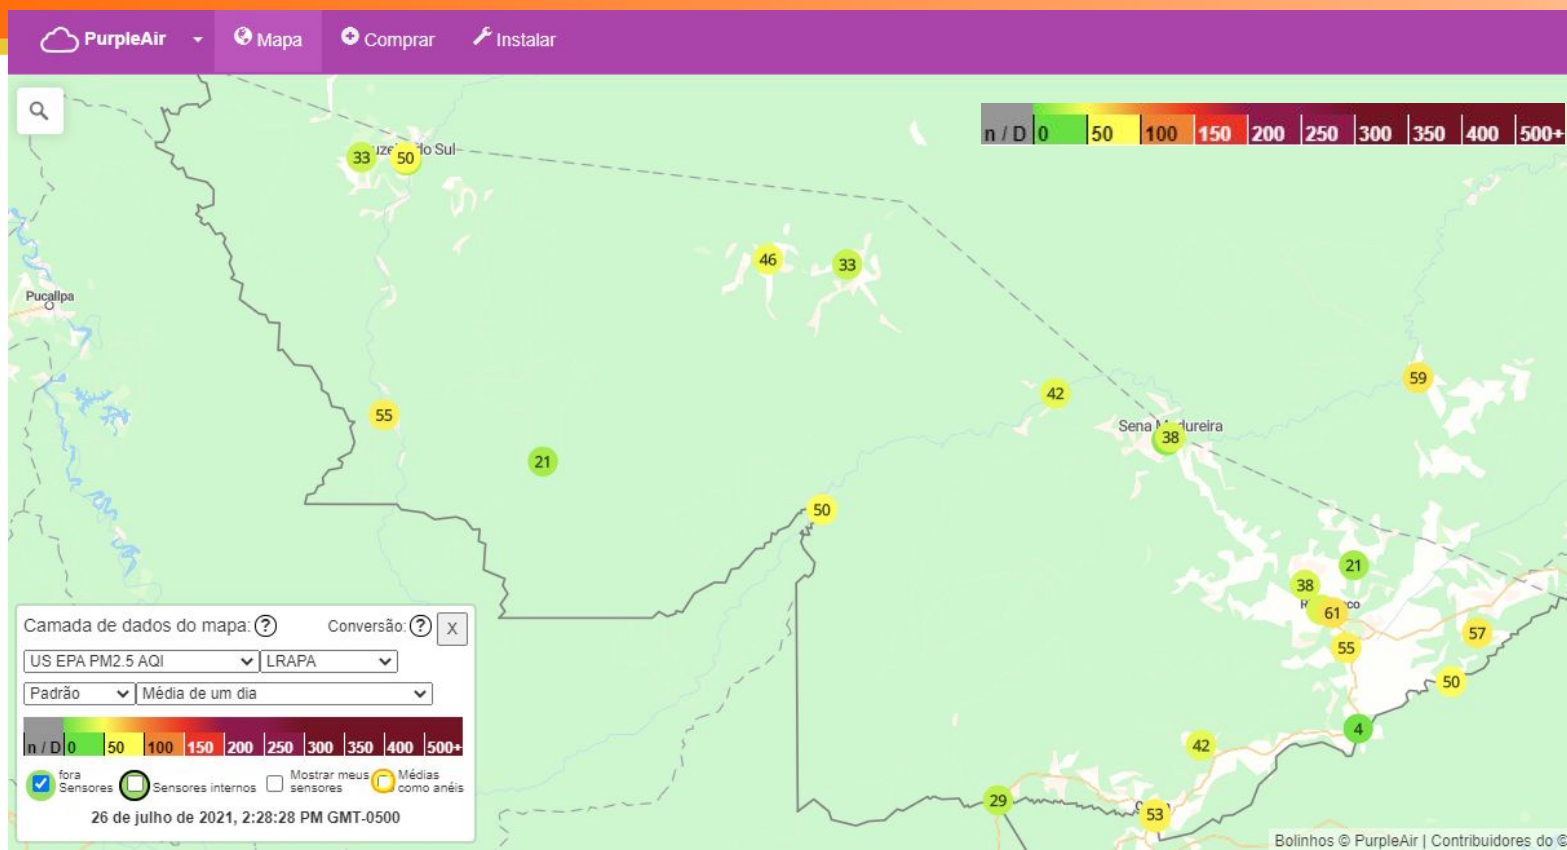 PurpleAir
Mapa
Comprar
Instalar
n / D 0 50 100 150 200 250 300 350 400 500+
do Sul
33
50
46
33
Pucallpa
59
42
55
Sena
38
21
50
21
38
61
57
55
50
4
42
29
53
Camada de dados do mapa: ? Conversão: ? X
US EPA PM2.5 AQI LRAPA
Padrão Média de um dia
n / D 0 50 100 150 200 250 300 350 400 500+
fora Sensores
Sensores internos
Mostrar meus sensores
Médias como anéis
26 de julho de 2021, 2:28:28 PM GMT-0500
Bolinhos © PurpleAir | Contribuidores do ©